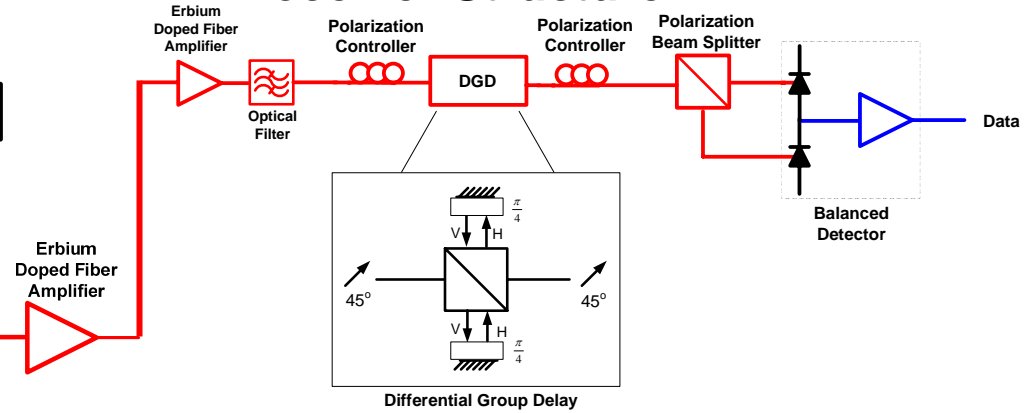 Erbium
Doped Fiber
Amplifier
Polarization
Controller
Polarization
Controller
Polarization
Beam Splitter
DGD
Optical
Filter
Data
Balanced
Detector
π/4
V
H
45°
45°
V
H
π/4
Erbium
Doped Fiber
Amplifier
Differential Group Delay